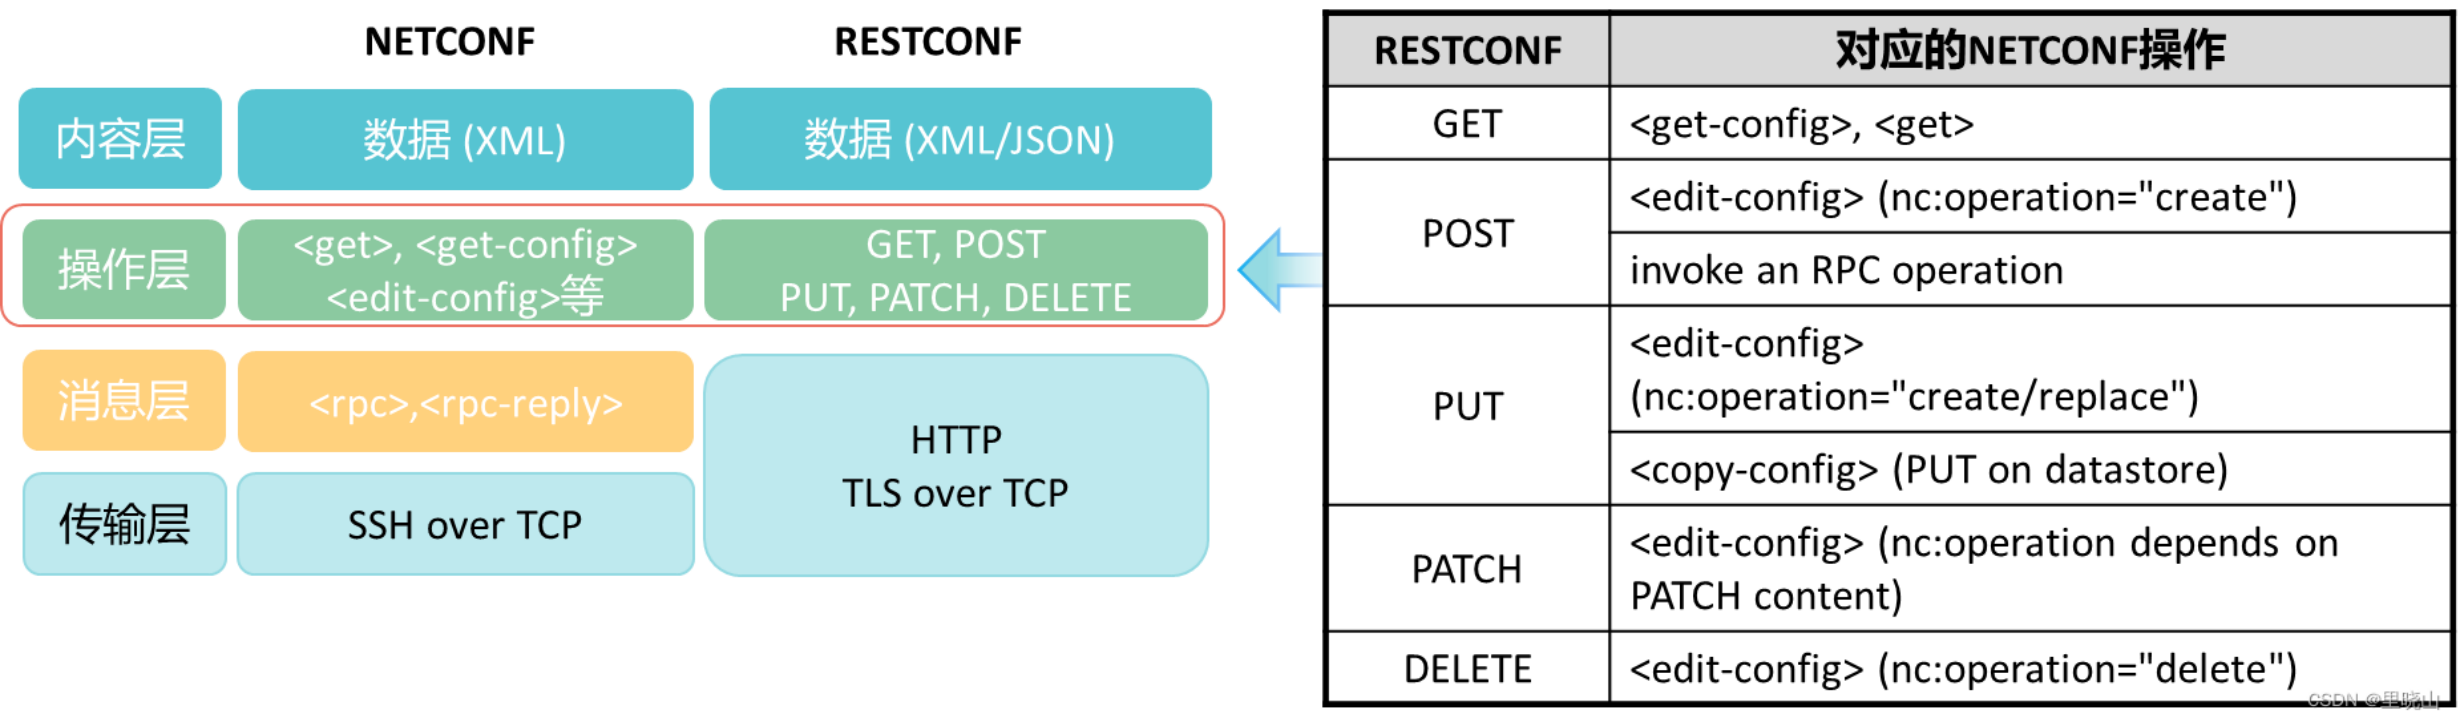 NETCONF
RESTCONF
内容层
数据 (XML)
数据 (XML/JSON)
操作层
<get>, <get-config>
<edit-config>等
GET, POST
PUT, PATCH, DELETE
消息层
<rpc>,<rpc-reply>
HTTP
TLS over TCP
传输层
SSH over TCP
RESTCONF
对应的NETCONF操作
GET
<get-config>, <get>
POST
<edit-config> (nc:operation="create")
invoke an RPC operation
PUT
<edit-config>
(nc:operation="create/replace")
<copy-config> (PUT on datastore)
PATCH
<edit-config> (nc:operation depends on
PATCH content)
DELETE
<edit-config> (nc:operation="delete")
CSDN @里晓山